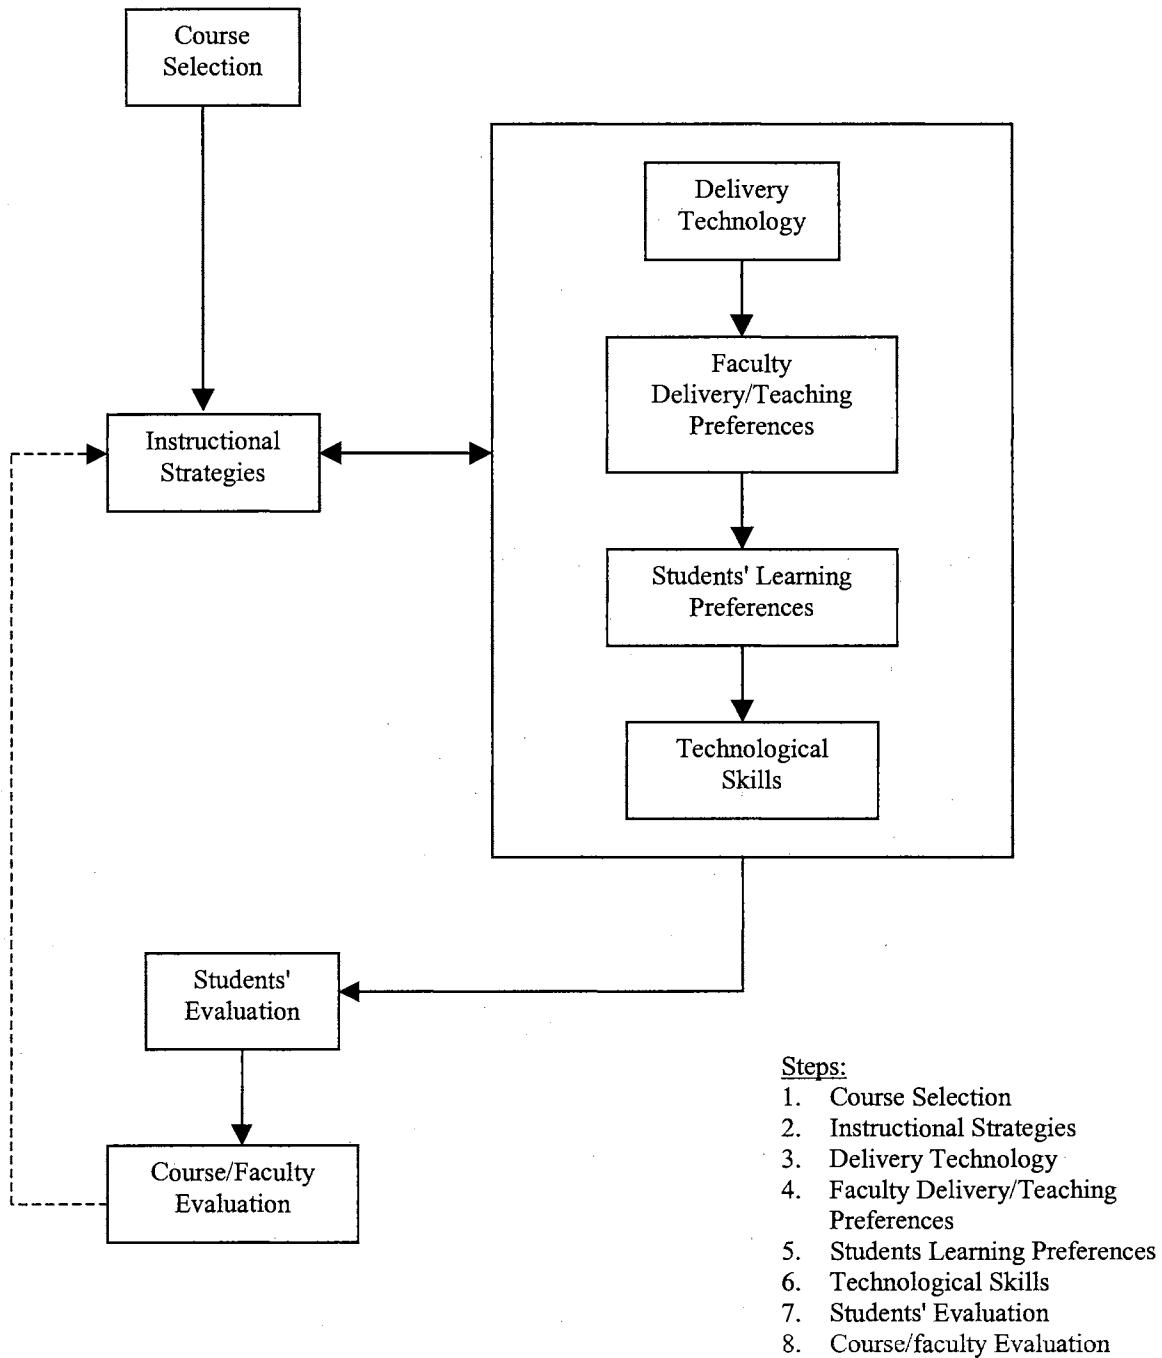 Course
Selection
Delivery
Technology
Faculty
Delivery/Teaching
Preferences
Instructional
Strategies
Students' Learning
Preferences
Technological
Skills
Students'
Evaluation
Course/Faculty
Evaluation
Steps:
1. Course Selection
2. Instructional Strategies
3. Delivery Technology
4. Faculty Delivery/Teaching
Preferences
5. Students Learning Preferences
6. Technological Skills
7. Students' Evaluation
8. Course/faculty Evaluation